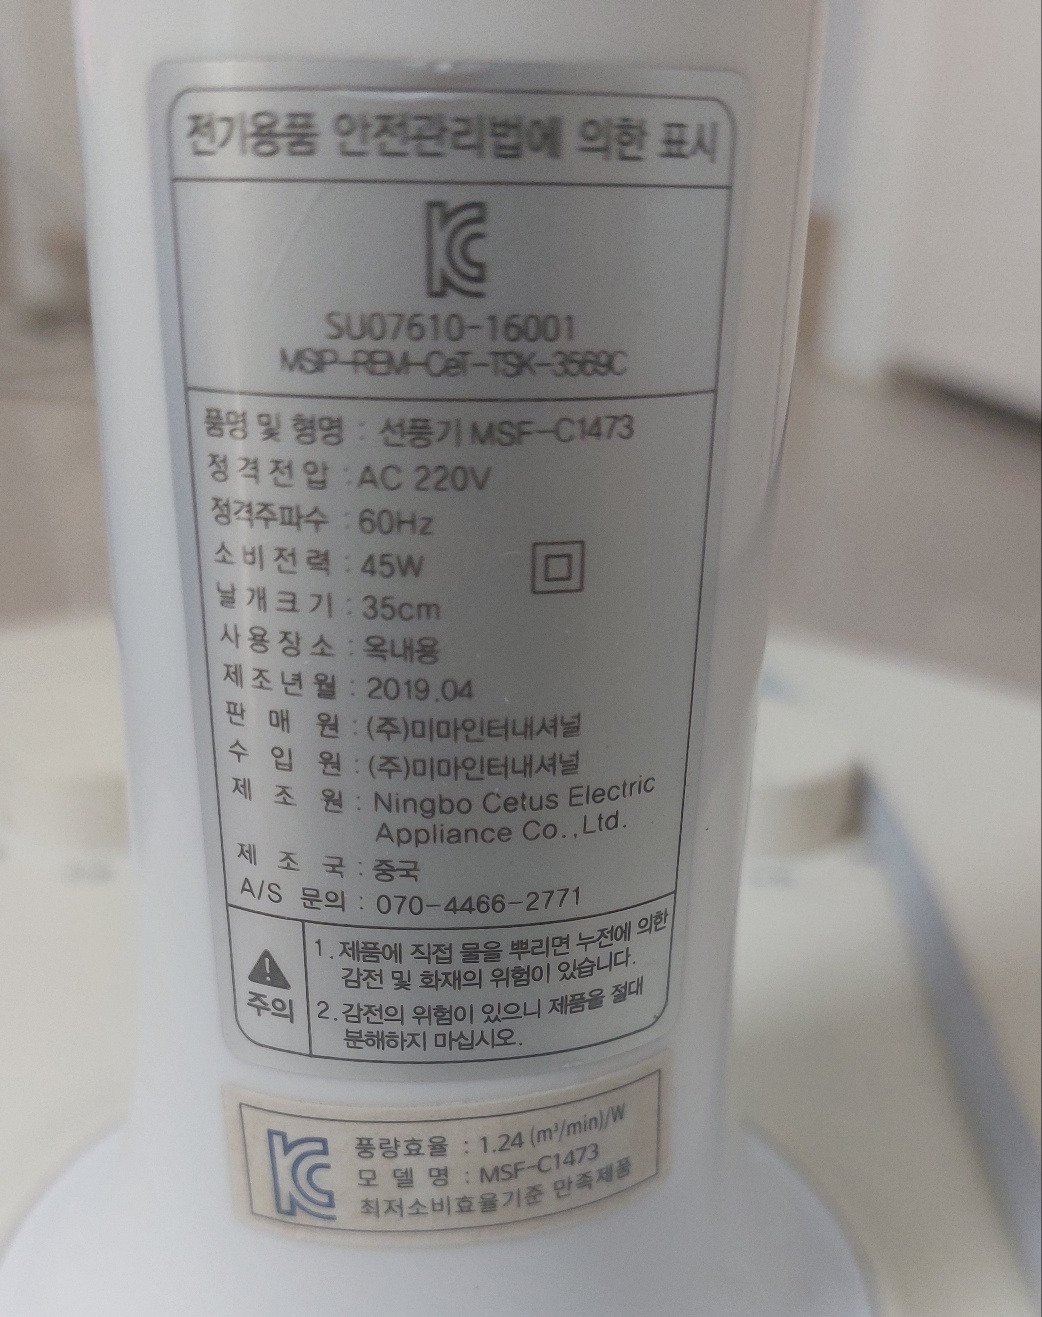 전기용품 안전관리법에 의한 표시
SU07610-16001
MSIP-REM-CeT-TSK-3569C
품명 및 형명 : 선풍기 MSF-C1473
정격전압 : AC 220V
정격주파수 : 60Hz
소비전력 : 45W
날개크기 : 35cm
사용장소 : 옥내용
제조년월 : 2019.04
판매원 : (주)미마인터내셔널
수입원 : (주)미마인터내셔널
제조원 : Ningbo Cetus Electric
Appliance Co.,Ltd.
제조국 : 중국
A/S 문의 : 070-4466-2771
주의
1. 제품에 직접 물을 뿌리면 누전에 의한
감전 및 화재의 위험이 있습니다.
2. 감전의 위험이 있으니 제품을 절대
분해하지 마십시오.
풍량효율 : 1.24 (m³/min)/W
모델명 : MSF-C1473
최저소비효율기준 만족제품